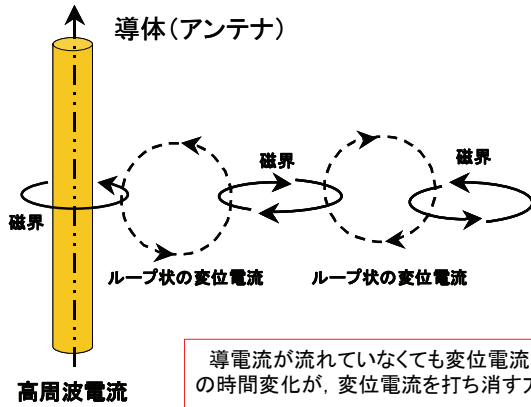 導体（アンテナ）
磁界
磁界
磁界
ループ状の変位電流
ループ状の変位電流
高周波電流
導電流が流れていなくても変位電流
の時間変化が，変位電流を打ち消す